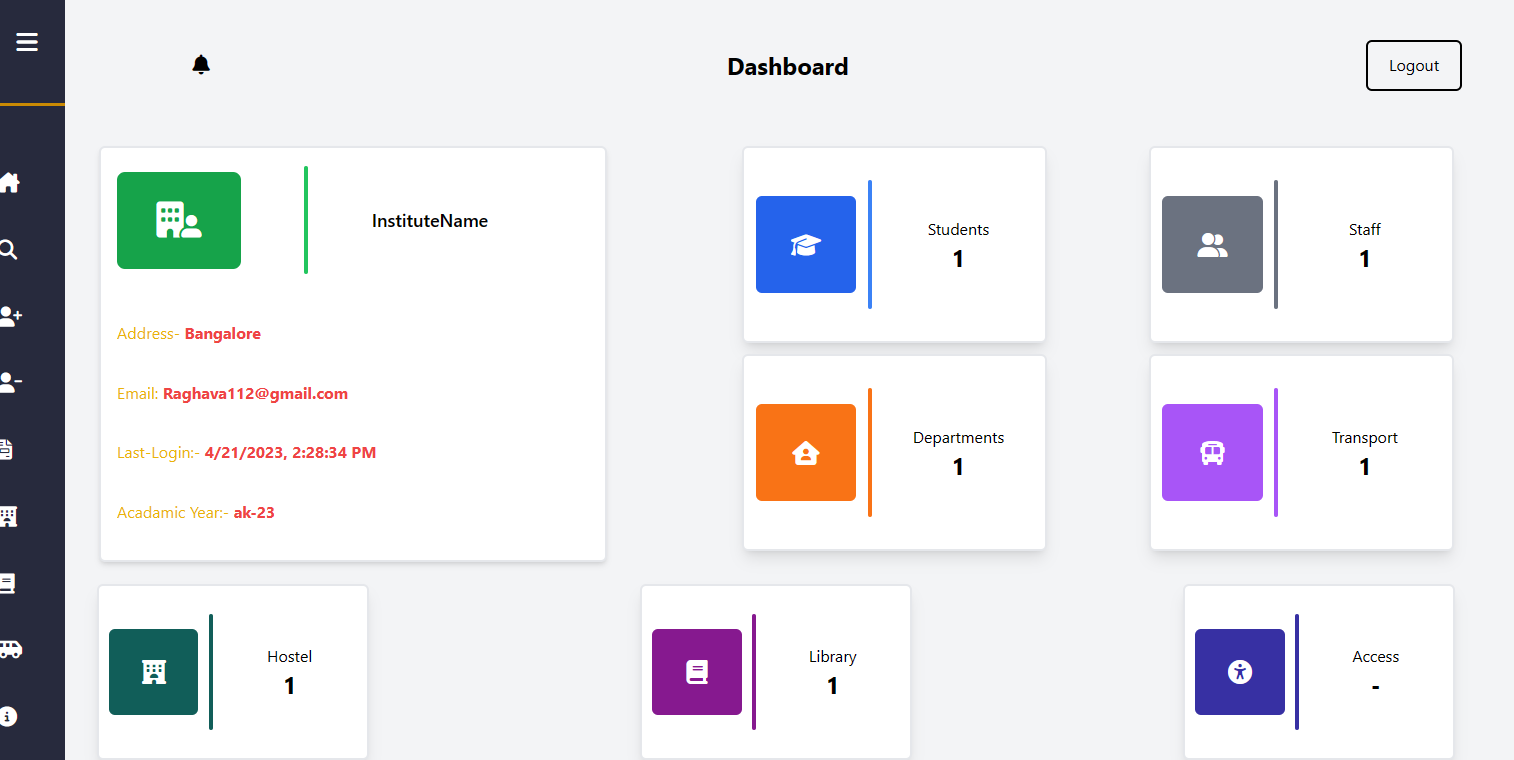 Dashboard
Logout
InstituteName
Address- Bangalore
Email: Raghava112@gmail.com
Last-Login:- 4/21/2023, 2:28:34 PM
Acadamic Year:- ak-23
Students
1
Staff
1
Departments
1
Transport
1
Hostel
1
Library
1
Access
-